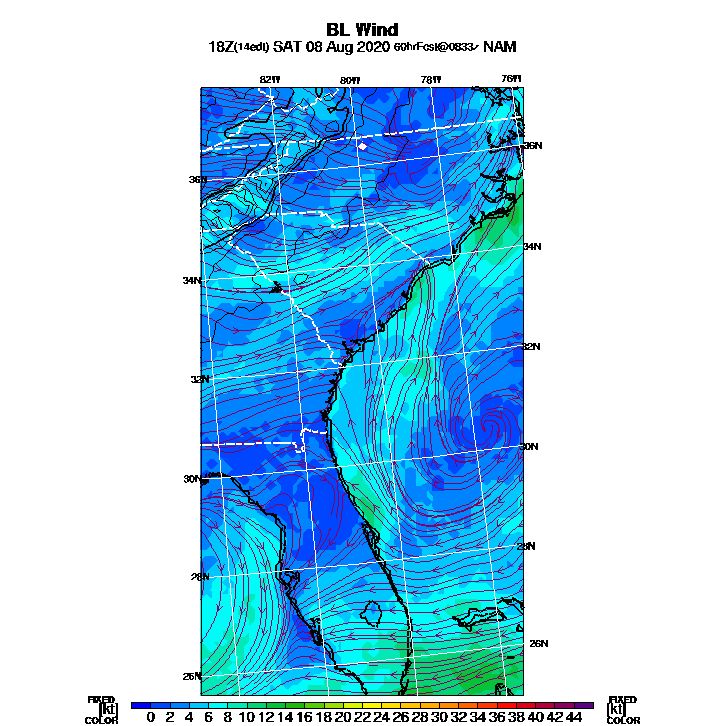 BL Wind
18Z(14edt) SAT 08 Aug 2020 60hrFcst@0833z NAM
82W 80W 78W 76W
36N
36N
34N
34N
32N
32N
30N
30N
28N
28N
26N
26N
FIXED FIXED
[kt] 0 2 4 6 8 10 12 14 16 18 20 22 24 26 28 30 32 34 36 38 40 42 44 [kt]
COLOR COLOR